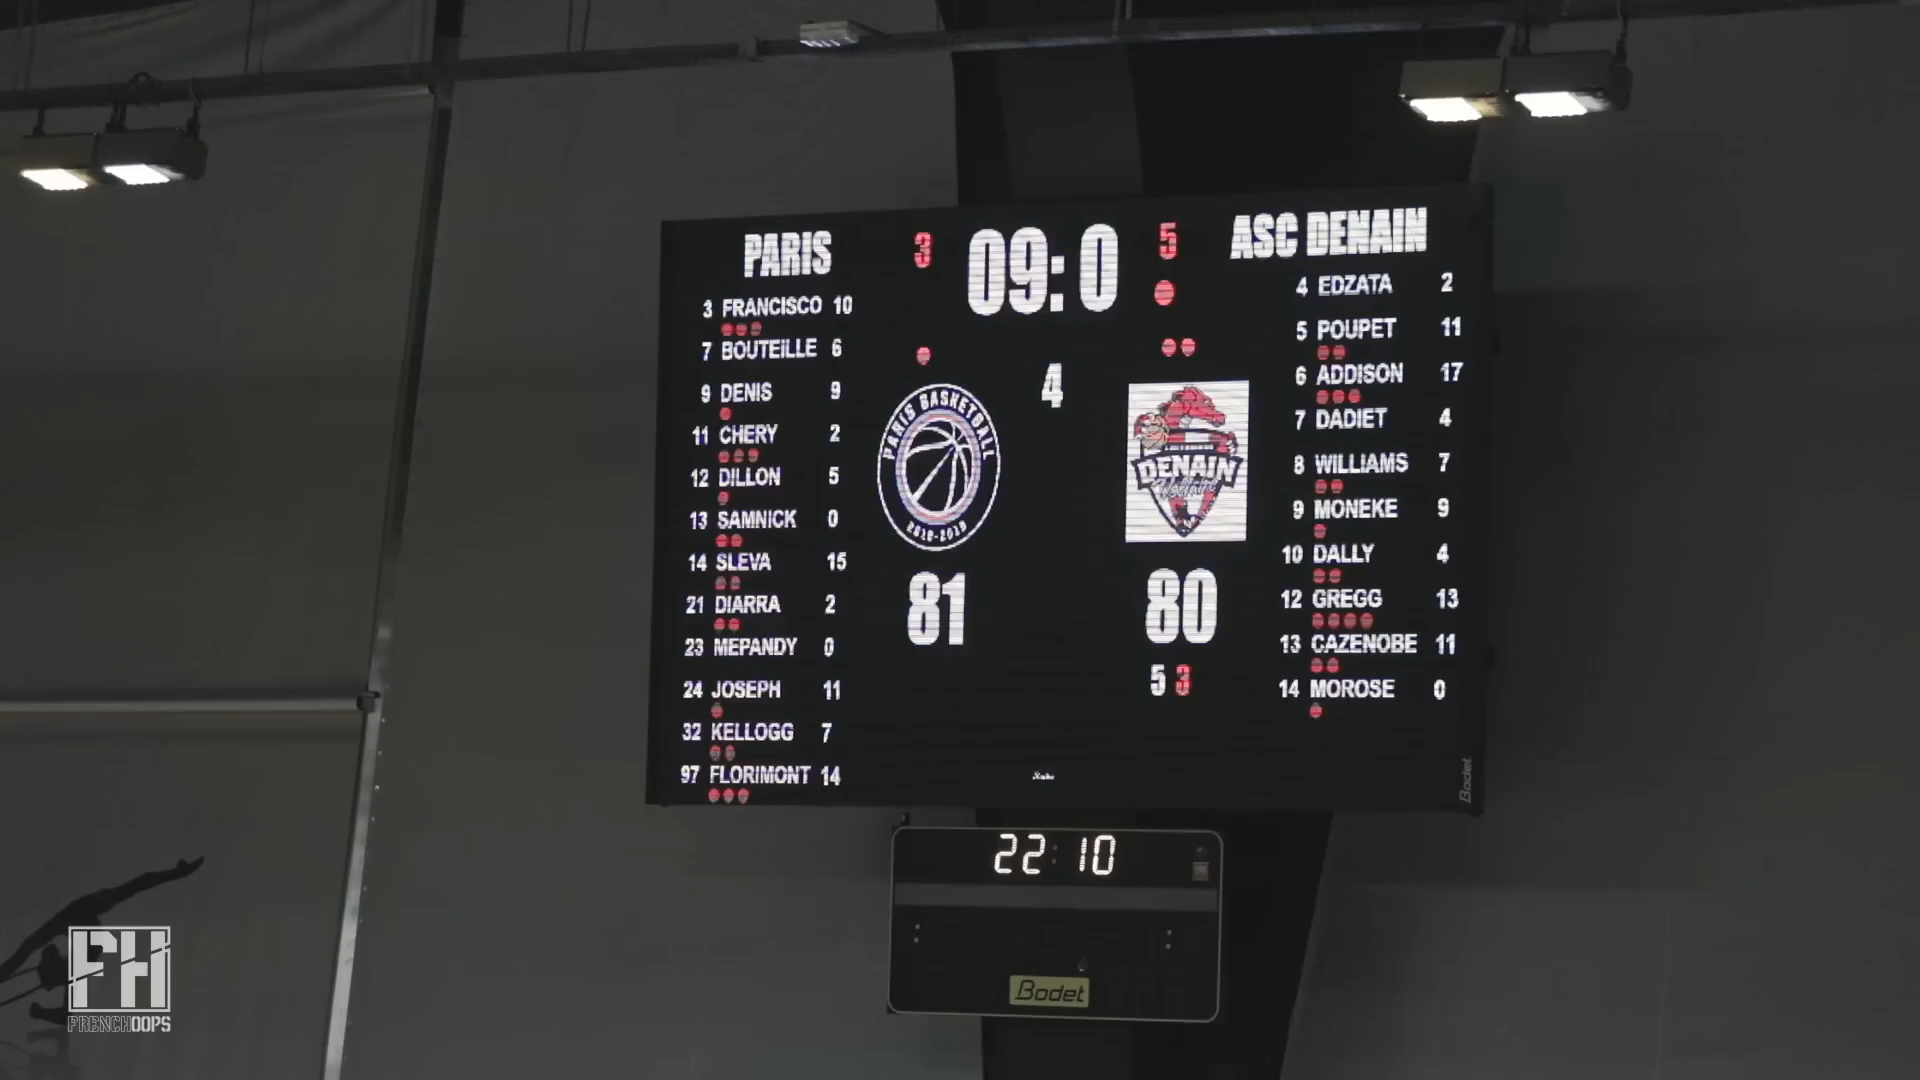 PARIS 3 09:0 5 ASC DENAIN
3 FRANCISCO 10
7 BOUTEILLE 6
9 DENIS 9
11 CHERY 2
12 DILLON 5
13 SAMNICK 0
14 SLEVA 15
21 DIARRA 2
23 MEPANDY 0
24 JOSEPH 11
32 KELLOGG 7
97 FLORIMONT 14
4
PARIS BASKETBALL
2018-2019
81
DENAIN
Voltaire
80
5 3
4 EDZATA 2
5 POUPET 11
6 ADDISON 17
7 DADIET 4
8 WILLIAMS 7
9 MONEKE 9
10 DALLY 4
12 GREGG 13
13 CAZENOBE 11
14 MOROSE 0
Bodet
22:10
Bodet
FH
FRENCHOOPS